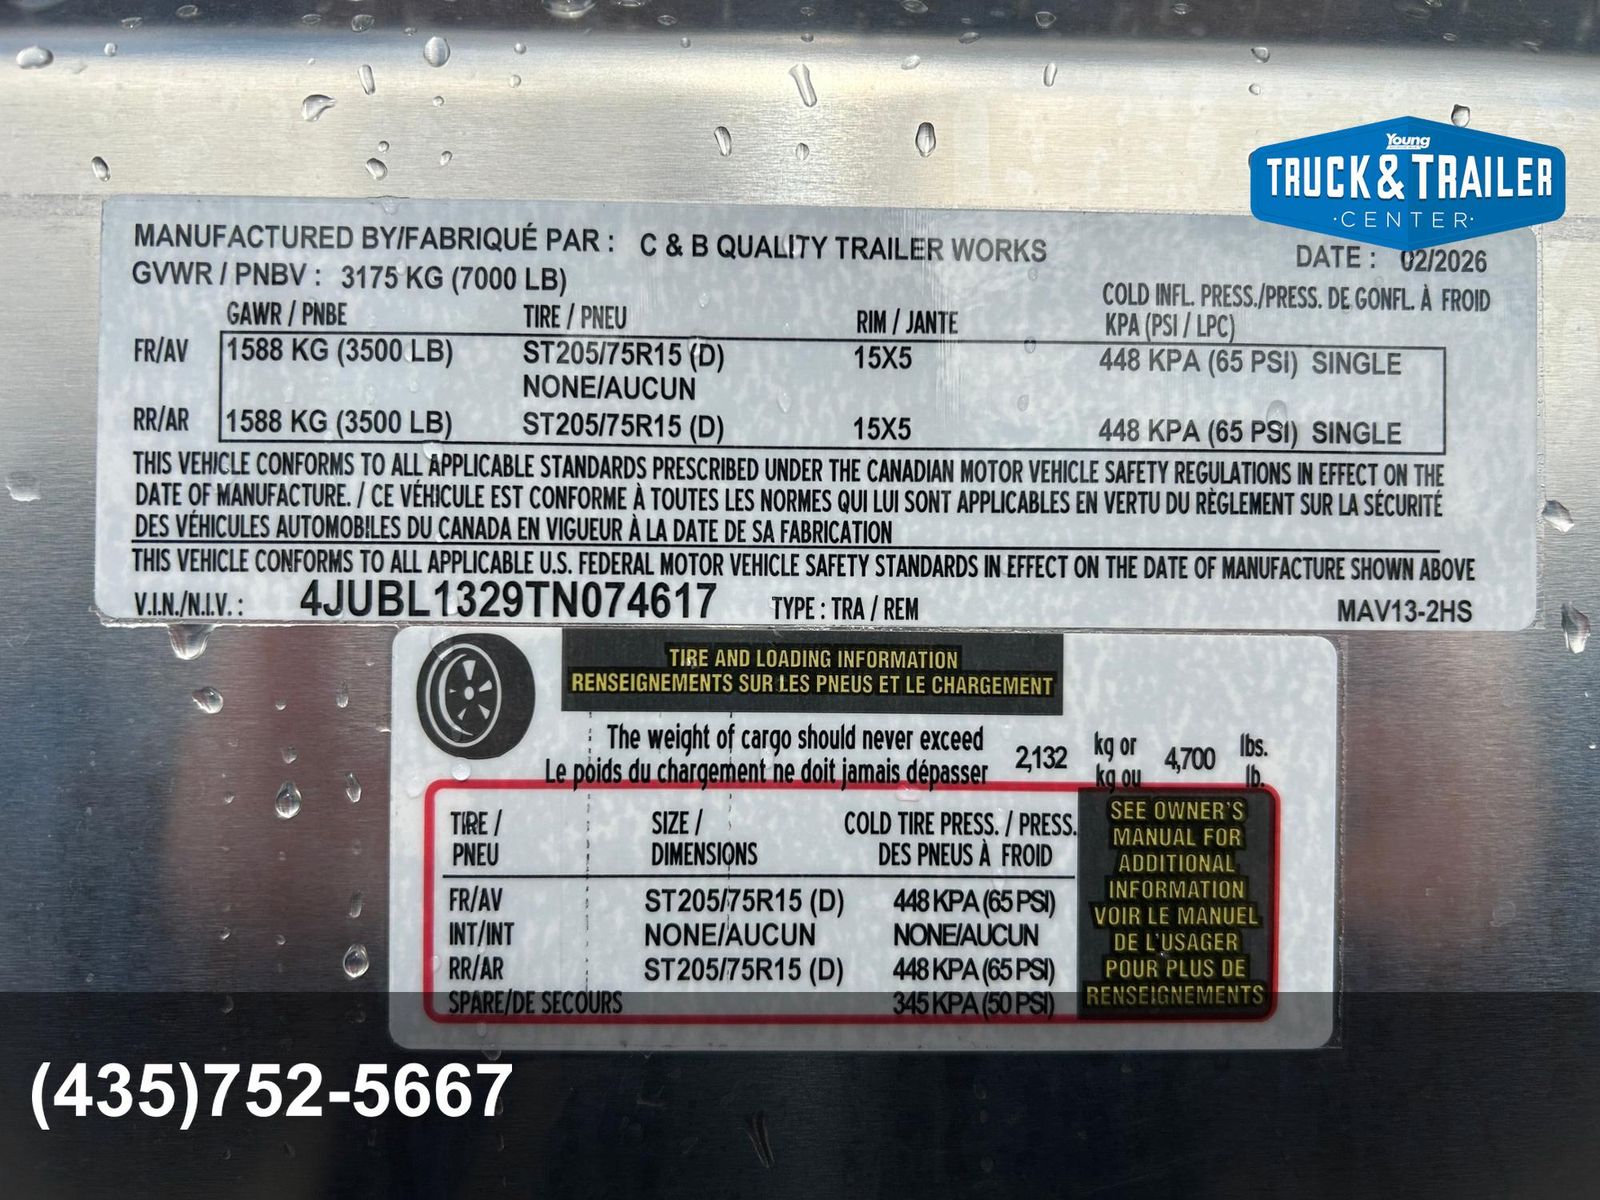 Young
TRUCK & TRAILER
·CENTER·
MANUFACTURED BY/FABRIQUÉ PAR : C & B QUALITY TRAILER WORKS DATE : 02/2026
GVWR / PNBV : 3175 KG (7000 LB)
GAWR / PNBE TIRE / PNEU RIM / JANTE COLD INFL. PRESS./PRESS. DE GONFL. À FROID
KPA (PSI / LPC)
FR/AV 1588 KG (3500 LB) ST205/75R15 (D) 15X5 448 KPA (65 PSI) SINGLE
NONE/AUCUN
RR/AR 1588 KG (3500 LB) ST205/75R15 (D) 15X5 448 KPA (65 PSI) SINGLE
THIS VEHICLE CONFORMS TO ALL APPLICABLE STANDARDS PRESCRIBED UNDER THE CANADIAN MOTOR VEHICLE SAFETY REGULATIONS IN EFFECT ON THE
DATE OF MANUFACTURE. / CE VÉHICULE EST CONFORME À TOUTES LES NORMES QUI LUI SONT APPLICABLES EN VERTU DU RÈGLEMENT SUR LA SÉCURITÉ
DES VÉHICULES AUTOMOBILES DU CANADA EN VIGUEUR À LA DATE DE SA FABRICATION
THIS VEHICLE CONFORMS TO ALL APPLICABLE U.S. FEDERAL MOTOR VEHICLE SAFETY STANDARDS IN EFFECT ON THE DATE OF MANUFACTURE SHOWN ABOVE
V.I.N./N.I.V.: 4JUBL1329TN074617 TYPE : TRA / REM MAV13-2HS
TIRE AND LOADING INFORMATION
RENSEIGNEMENTS SUR LES PNEUS ET LE CHARGEMENT
The weight of cargo should never exceed 2,132 kg or 4,700 lbs.
Le poids du chargement ne doit jamais dépasser kg ou lb.
TIRE / SIZE / COLD TIRE PRESS. / PRESS.
PNEU DIMENSIONS DES PNEUS À FROID
FR/AV ST205/75R15 (D) 448 KPA (65 PSI)
INT/INT NONE/AUCUN NONE/AUCUN
RR/AR ST205/75R15 (D) 448 KPA (65 PSI)
SPARE/DE SECOURS 345 KPA (50 PSI)
SEE OWNER'S
MANUAL FOR
ADDITIONAL
INFORMATION
VOIR LE MANUEL
DE L'USAGER
POUR PLUS DE
RENSEIGNEMENTS
(435)752-5667